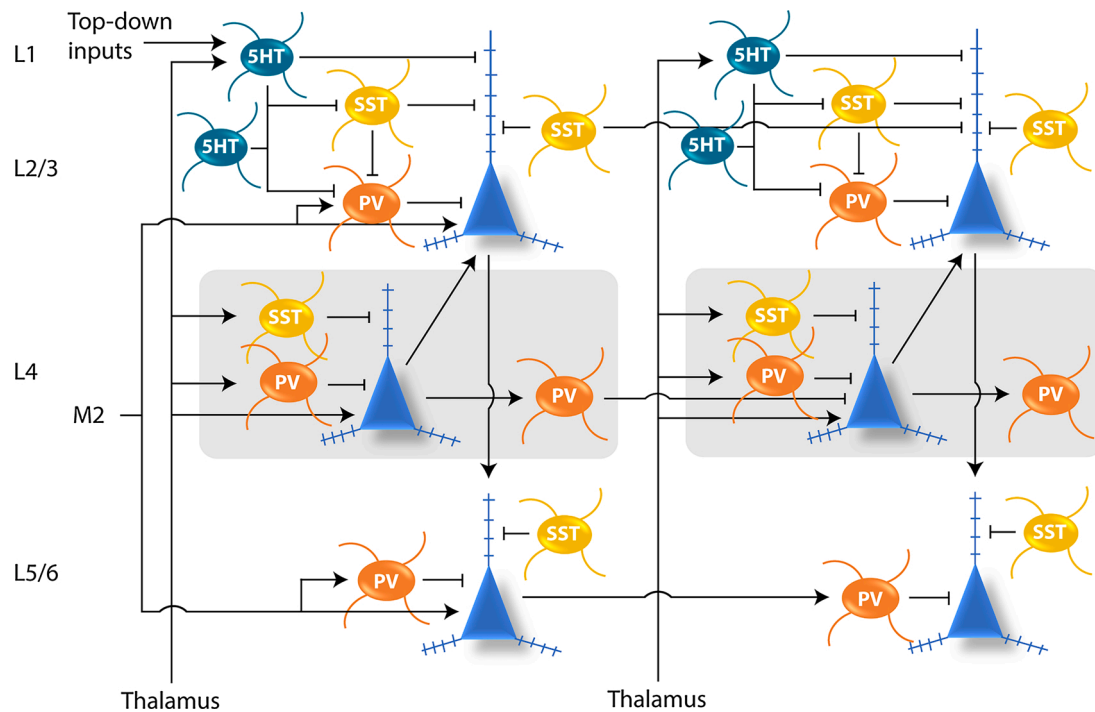 Top-down
inputs
L1
5HT
5HT
SST
SST
SST
SST
5HT
5HT
L2/3
PV
PV
SST
SST
L4
PV
PV
PV
PV
M2
SST
SST
L5/6
PV
PV
Thalamus
Thalamus